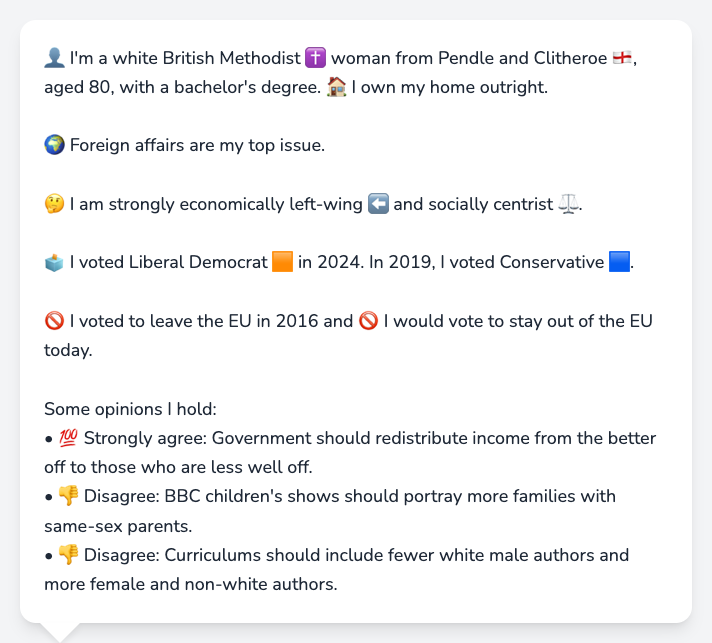 👤 I'm a white British Methodist ✝️ woman from Pendle and Clitheroe 🏴󠁧󠁢󠁥󠁮󠁧󠁿,
aged 80, with a bachelor's degree. 🏠 I own my home outright.
🌍 Foreign affairs are my top issue.
🤔 I am strongly economically left-wing ⬅️ and socially centrist ⚖️.
🗳️ I voted Liberal Democrat 🟧 in 2024. In 2019, I voted Conservative 🟦.
🚫 I voted to leave the EU in 2016 and 🚫 I would vote to stay out of the EU
today.
Some opinions I hold:
• 💯 Strongly agree: Government should redistribute income from the better
off to those who are less well off.
• 👎 Disagree: BBC children's shows should portray more families with
same-sex parents.
• 👎 Disagree: Curriculums should include fewer white male authors and
more female and non-white authors.